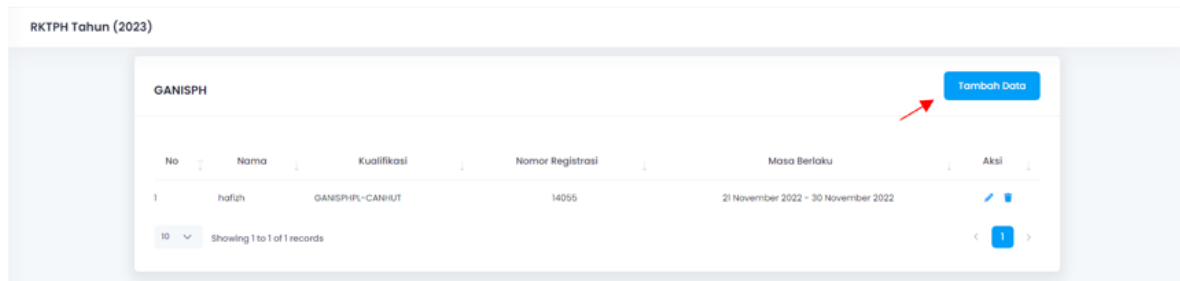 RKTPH Tahun (2023)
GANISPH
Tambah Data
No Nama Kualifikasi Nomor Registrasi Masa Berlaku Aksi
1 hafizh GANISPHPL-CANHUT 14055 21 November 2022 - 30 November 2022
10 Showing 1 to 1 of 1 records < 1 >